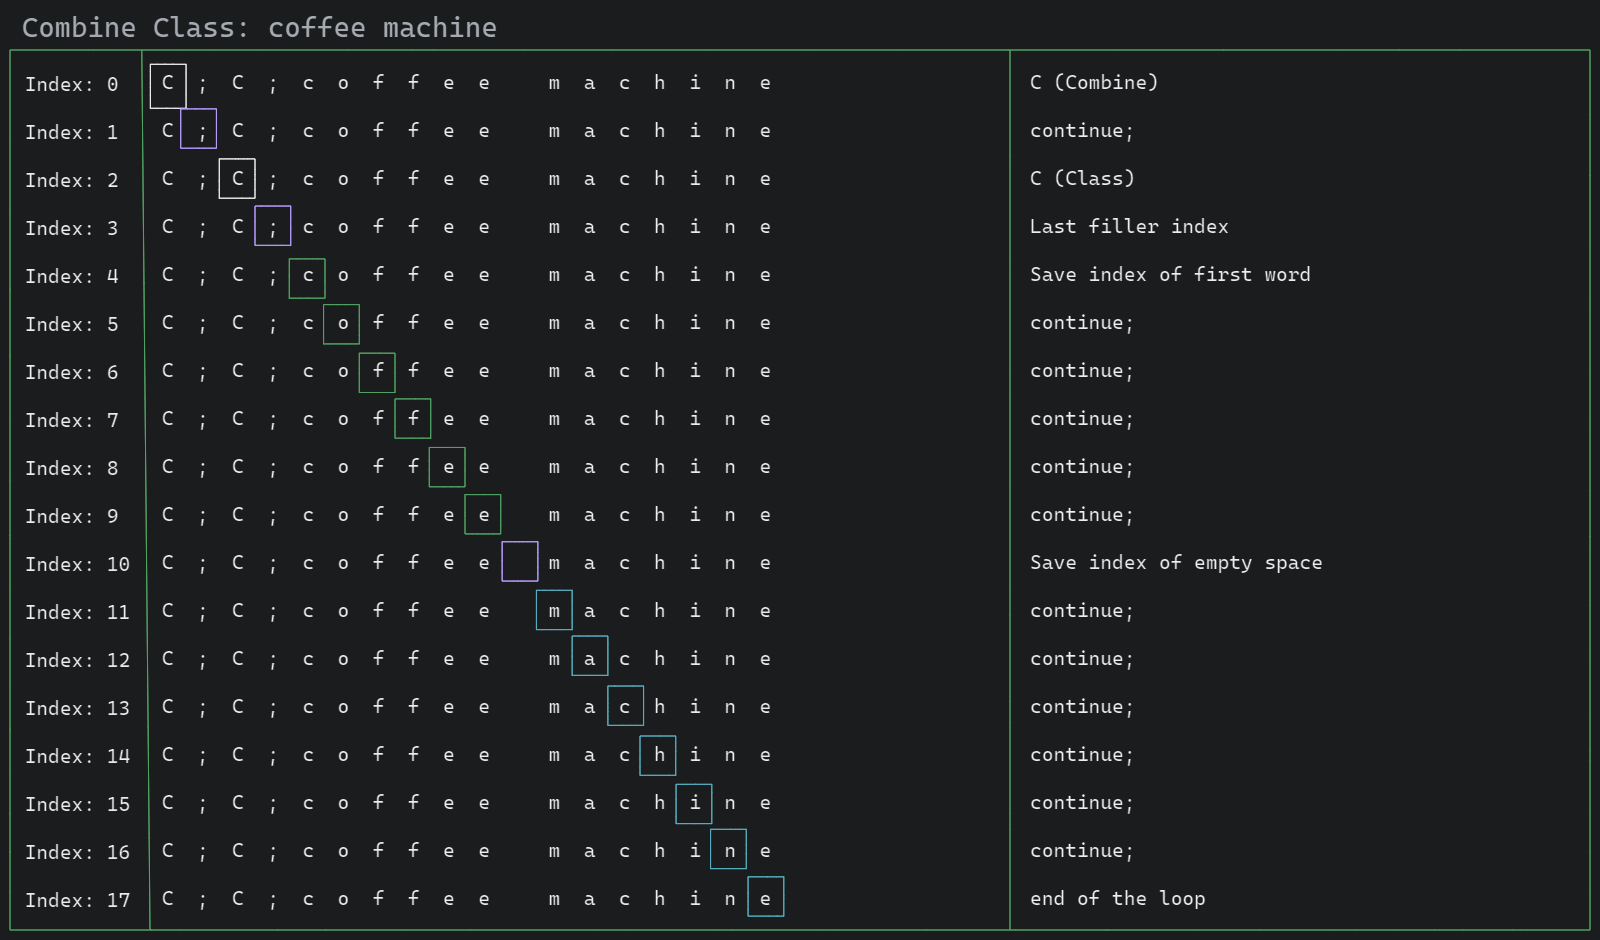 Combine Class: coffee machine
Index: 0 C ; C ; c o f f e e m a c h i n e C (Combine)
Index: 1 C ; C ; c o f f e e m a c h i n e continue;
Index: 2 C ; C ; c o f f e e m a c h i n e C (Class)
Index: 3 C ; C ; c o f f e e m a c h i n e Last filler index
Index: 4 C ; C ; c o f f e e m a c h i n e Save index of first word
Index: 5 C ; C ; c o f f e e m a c h i n e continue;
Index: 6 C ; C ; c o f f e e m a c h i n e continue;
Index: 7 C ; C ; c o f f e e m a c h i n e continue;
Index: 8 C ; C ; c o f f e e m a c h i n e continue;
Index: 9 C ; C ; c o f f e e m a c h i n e continue;
Index: 10 C ; C ; c o f f e e m a c h i n e Save index of empty space
Index: 11 C ; C ; c o f f e e m a c h i n e continue;
Index: 12 C ; C ; c o f f e e m a c h i n e continue;
Index: 13 C ; C ; c o f f e e m a c h i n e continue;
Index: 14 C ; C ; c o f f e e m a c h i n e continue;
Index: 15 C ; C ; c o f f e e m a c h i n e continue;
Index: 16 C ; C ; c o f f e e m a c h i n e continue;
Index: 17 C ; C ; c o f f e e m a c h i n e end of the loop